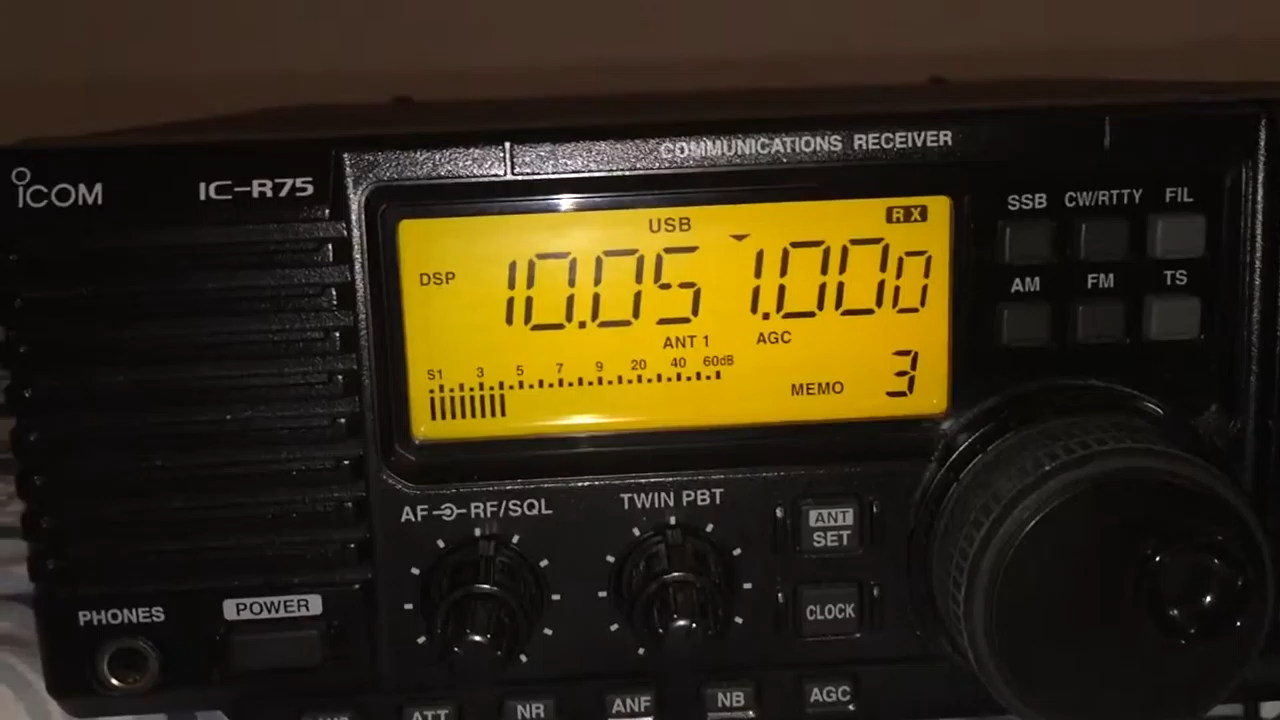 COMMUNICATIONS RECEIVER
ICOM
IC-R75
USB
RX
DSP
10.051.000
ANT 1
AGC
S1 3 5 7 9 20 40 60dB
MEMO
3
SSB CW/RTTY FIL
AM FM TS
AF RF/SQL
TWIN PBT
ANT
SET
CLOCK
PHONES
POWER
ATT
NR
ANF
NB
AGC